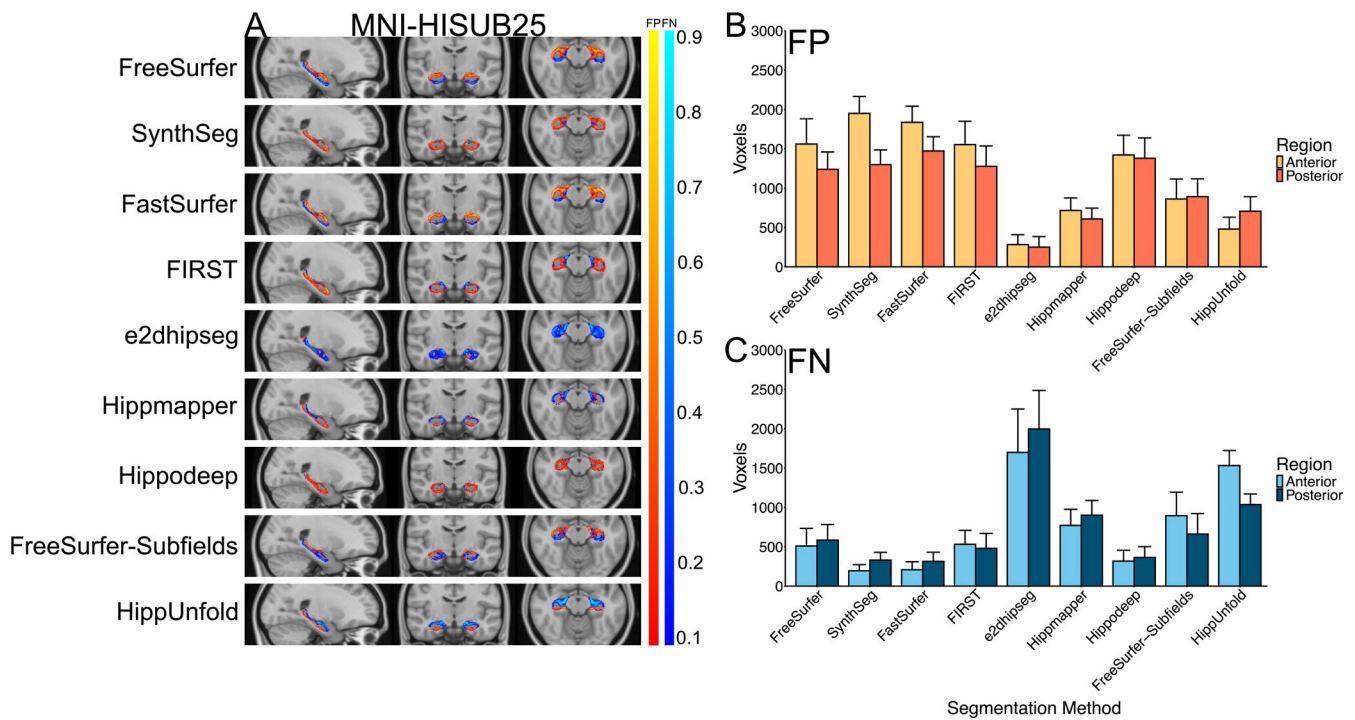 A
MNI-HISUB25
FreeSurfer
SynthSeg
FastSurfer
FIRST
e2dhipseg
Hippmapper
Hippodeep
FreeSurfer-Subfields
HippUnfold
FP FN
0.9
0.8
0.7
0.6
0.5
0.4
0.3
0.2
0.1
B
FP
3000
2500
2000
1500
1000
500
0
Voxels
FreeSurfer
SynthSeg
FastSurfer
FIRST
e2dhipseg
Hippmapper
Hippodeep
FreeSurfer-Subfields
HippUnfold
Region
Anterior
Posterior
C
FN
3000
2500
2000
1500
1000
500
0
Voxels
FreeSurfer
SynthSeg
FastSurfer
FIRST
e2dhipseg
Hippmapper
Hippodeep
FreeSurfer-Subfields
HippUnfold
Region
Anterior
Posterior
Segmentation Method